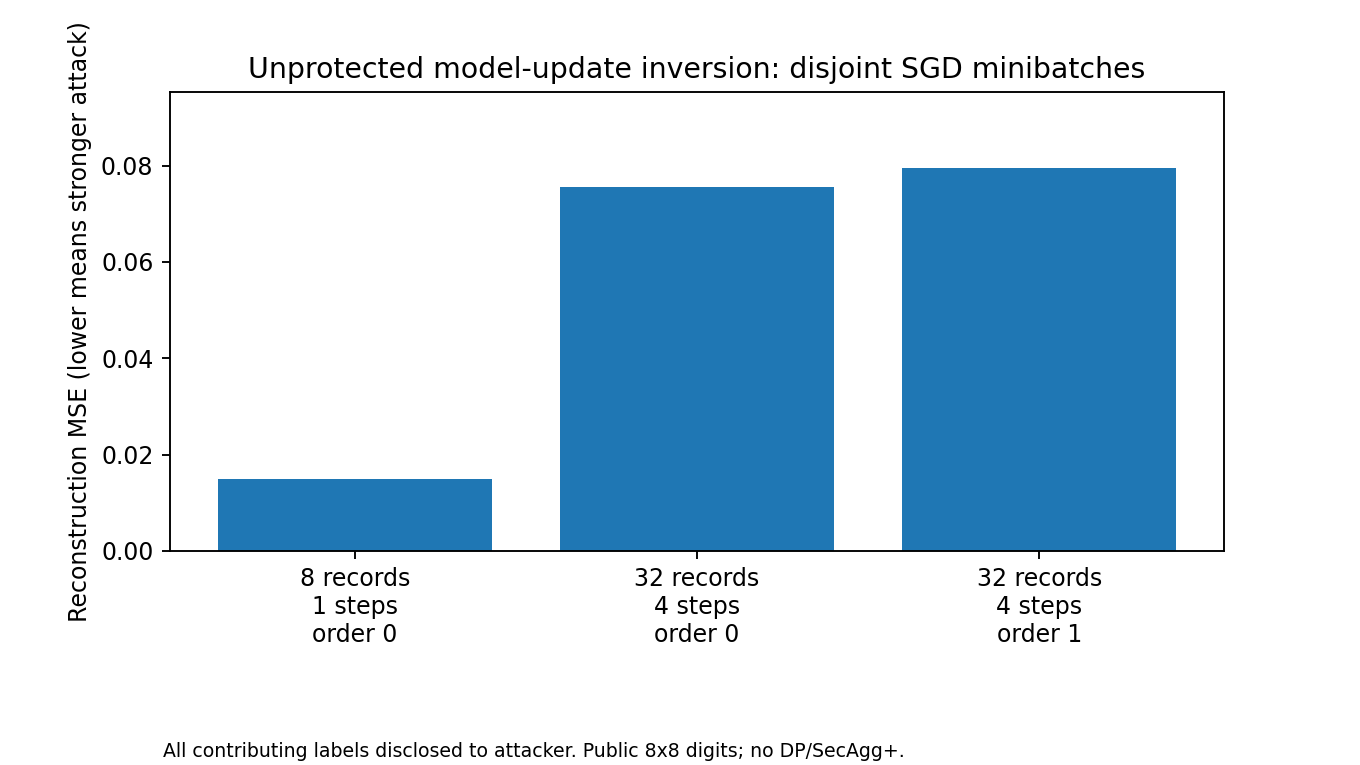 Unprotected model-update inversion: disjoint SGD minibatches
Reconstruction MSE (lower means stronger attack)
0.08
0.06
0.04
0.02
0.00
8 records
1 steps
order 0
32 records
4 steps
order 0
32 records
4 steps
order 1
All contributing labels disclosed to attacker. Public 8x8 digits; no DP/SecAgg+.